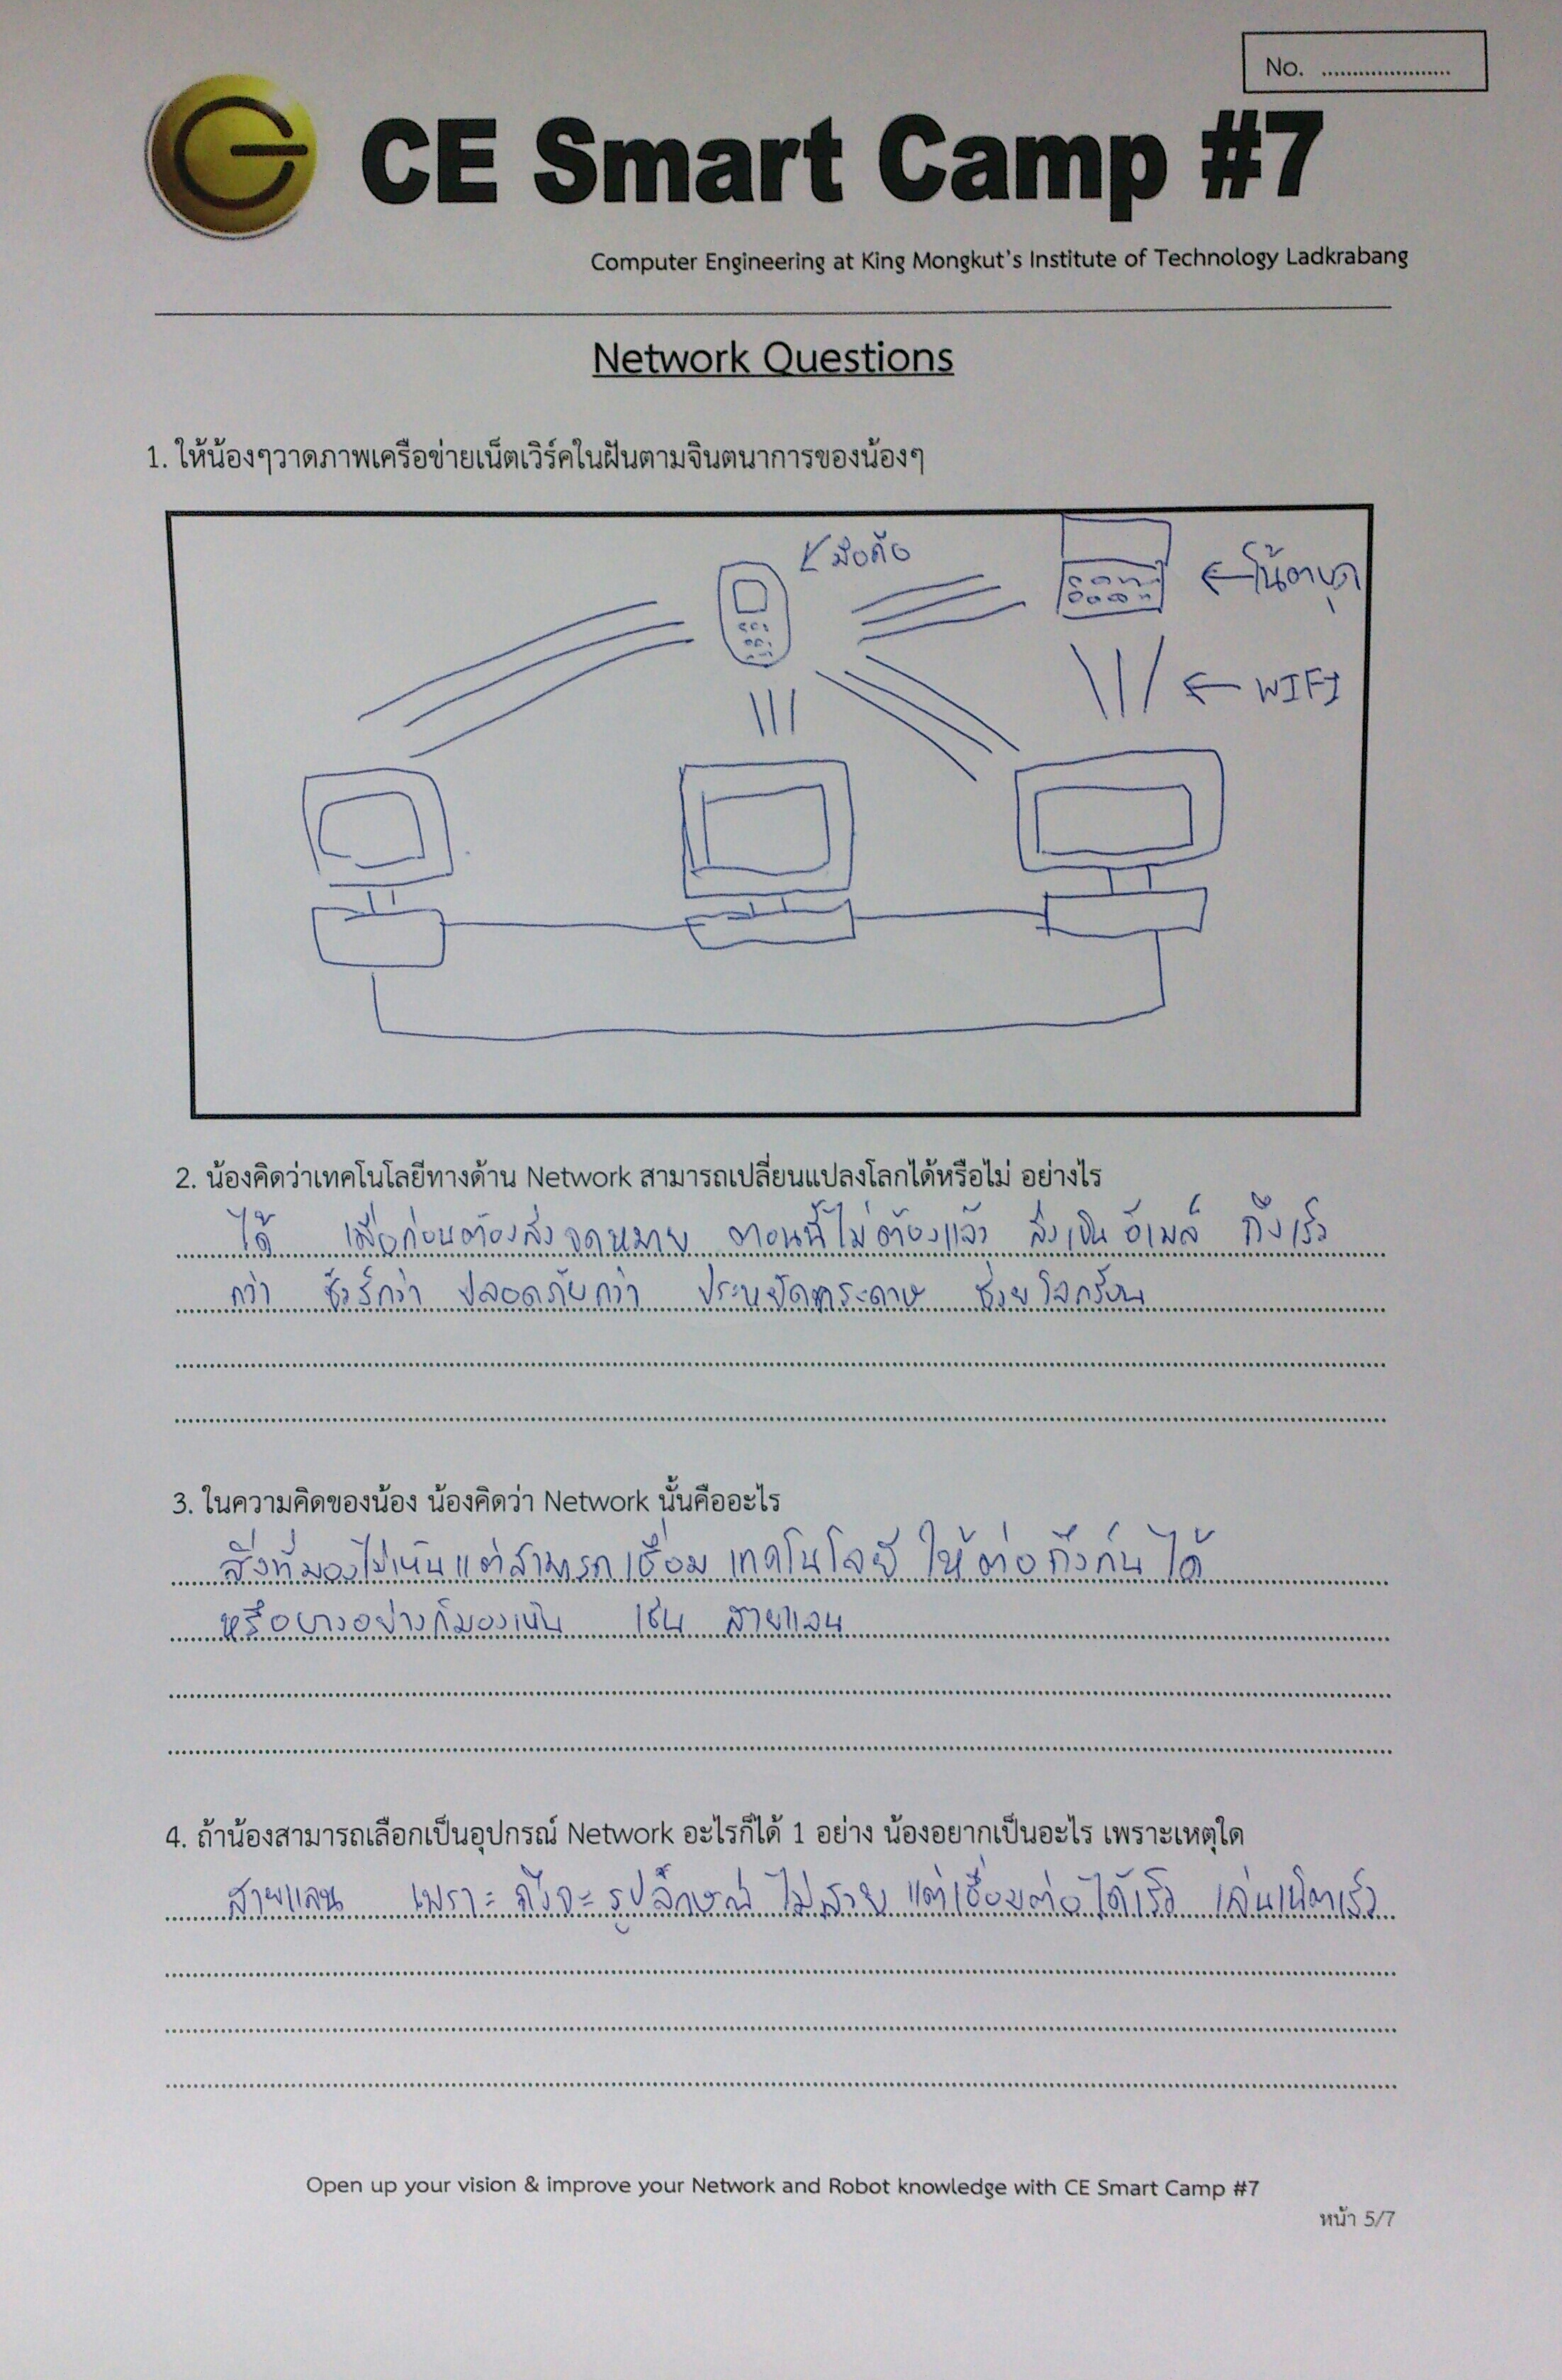 No. ......................
CE Smart Camp #7
Computer Engineering at King Mongkut's Institute of Technology Ladkrabang
Network Questions
1. ให้น้องๆวาดภาพเครือข่ายเน็ตเวิร์คในฝันตามจินตนาการของน้องๆ
มือถือ
โน้ตบุต
WIFI
2. น้องคิดว่าเทคโนโลยีทางด้าน Network สามารถเปลี่ยนแปลงโลกได้หรือไม่ อย่างไร
ได้ เมื่อก่อนต้องส่งจดหมาย ตอนนี้ไม่ต้องแล้ว ส่งเป็นอีเมล์ ถึงเร็ว
กว่า ชัวร์กว่า ปลอดภัยกว่า ประหยัดกระดาษ ช่วยโลกร้อน
3. ในความคิดของน้อง น้องคิดว่า Network นั้นคืออะไร
สิ่งที่มองไม่เห็นแต่สามารถเชื่อม เทคโนโลยี ให้ต่อถึงกันได้
หรือบางอย่างก็มองเห็น เช่น สายแลน
4. ถ้าน้องสามารถเลือกเป็นอุปกรณ์ Network อะไรก็ได้ 1 อย่าง น้องอยากเป็นอะไร เพราะเหตุใด
สายแลน เพราะ ถึงจะรูปลักษณ์ ไม่สวย แต่เชื่อมต่อได้เร็ว เล่นเน็ตเร็ว
Open up your vision & improve your Network and Robot knowledge with CE Smart Camp #7
หน้า 5/7